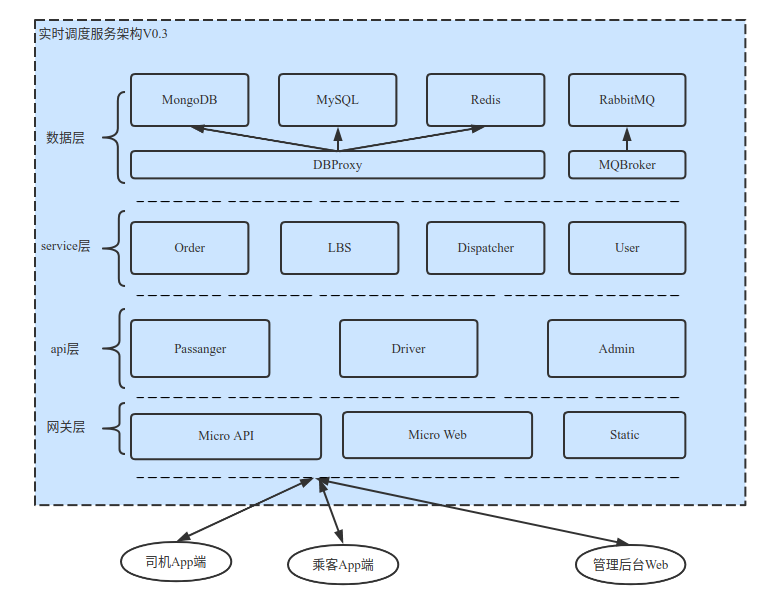 实时调度服务架构V0.3
MongoDB
MySQL
Redis
RabbitMQ
数据层
DBProxy
MQBroker
service层
Order
LBS
Dispatcher
User
api层
Passanger
Driver
Admin
网关层
Micro API
Micro Web
Static
司机App端
乘客App端
管理后台Web